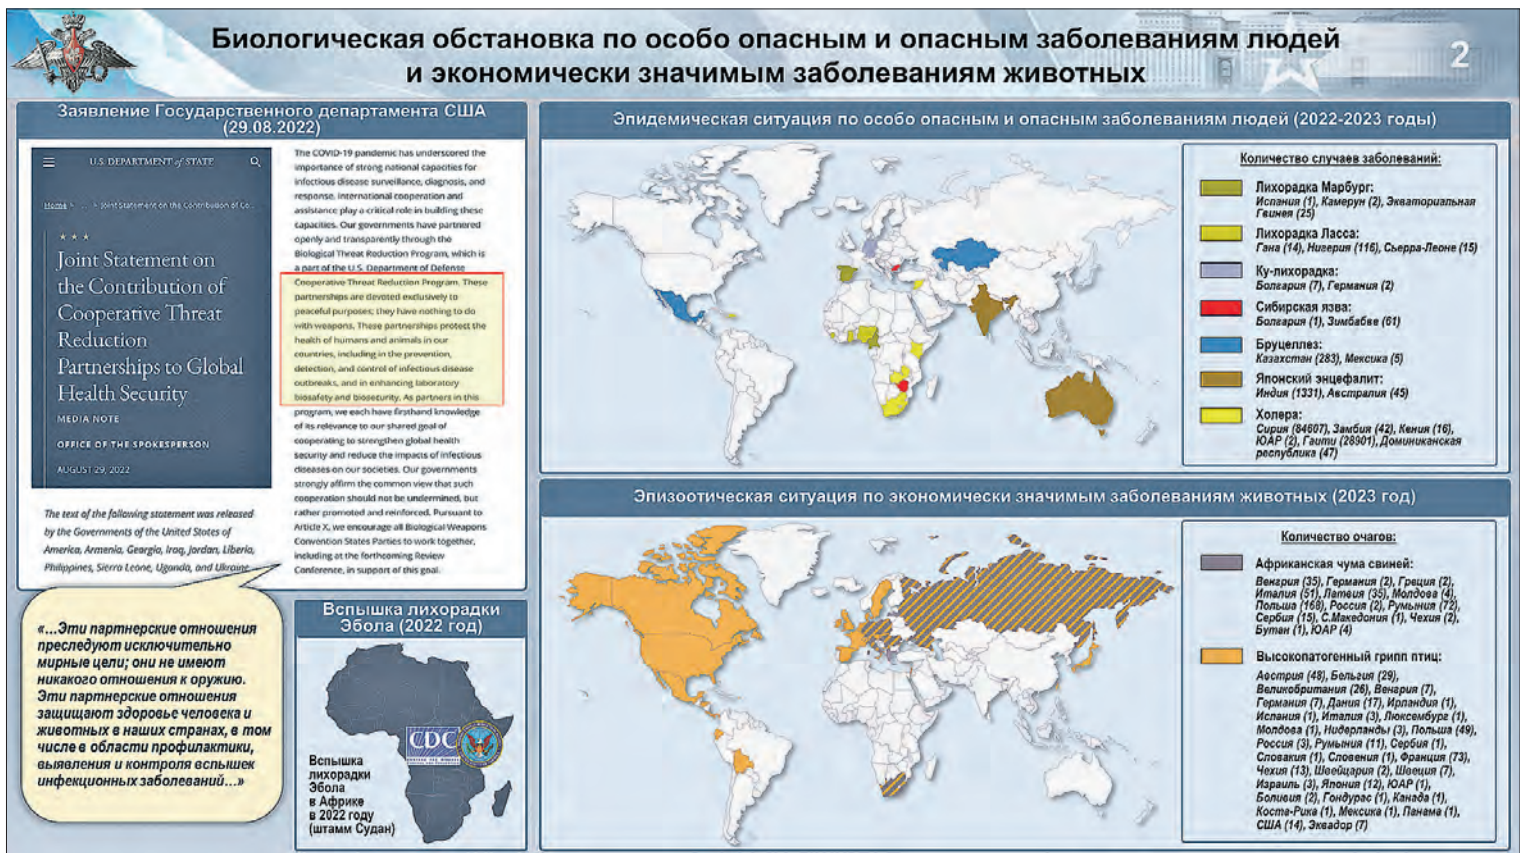 Биологическая обстановка по особо опасным и опасным заболеваниям людей
и экономически значимым заболеваниям животных
2
Заявление Государственного департамента США
(29.08.2022)
U.S. DEPARTMENT of STATE
Home > ... > Joint Statement on the Contribution of Co...
Joint Statement on
the Contribution of
Cooperative Threat
Reduction
Partnerships to Global
Health Security
MEDIA NOTE
OFFICE OF THE SPOKESPERSON
AUGUST 29, 2022
The text of the following statement was released
by the Governments of the United States of
America, Armenia, Georgia, Iraq, Jordan, Liberia,
Philippines, Sierra Leone, Uganda, and Ukraine
The COVID-19 pandemic has underscored the
importance of strong national capacities for
infectious disease surveillance, diagnosis, and
response. International cooperation and
assistance play a critical role in building these
capacities. Our governments have partnered
openly and transparently through the
Biological Threat Reduction Program, which is
a part of the U.S. Department of Defense
Cooperative Threat Reduction Program. These
partnerships are devoted exclusively to
peaceful purposes; they have nothing to do
with weapons. These partnerships protect the
health of humans and animals in our
countries, including in the prevention,
detection, and control of infectious disease
outbreaks, and in enhancing laboratory
biosafety and biosecurity. As partners in this
program, we each have firsthand knowledge
of its relevance to our shared goal of
cooperating to strengthen global health
security and reduce the impacts of infectious
diseases on our societies. Our governments
strongly affirm the common view that such
cooperation should not be undermined, but
rather promoted and reinforced. Pursuant to
Article X, we encourage all Biological Weapons
Convention States Parties to work together,
including at the forthcoming Review
Conference, in support of this goal.
«...Эти партнерские отношения
преследуют исключительно
мирные цели; они не имеют
никакого отношения к оружию.
Эти партнерские отношения
защищают здоровье человека и
животных в наших странах, в том
числе в области профилактики,
выявления и контроля вспышек
инфекционных заболеваний...»
Вспышка лихорадки
Эбола (2022 год)
CDC
Вспышка
лихорадки
Эбола
в Африке
в 2022 году
(штамм Судан)
Эпидемическая ситуация по особо опасным и опасным заболеваниям людей (2022-2023 годы)
Количество случаев заболеваний:
Лихорадка Марбург:
Испания (1), Камерун (2), Экваториальная
Гвинея (25)
Лихорадка Ласса:
Гана (14), Нигерия (116), Сьерра-Леоне (15)
Ку-лихорадка:
Болгария (7), Германия (2)
Сибирская язва:
Болгария (1), Зимбабве (61)
Бруцеллез:
Казахстан (283), Мексика (5)
Японский энцефалит:
Индия (1331), Австралия (45)
Холера:
Сирия (84607), Замбия (42), Кения (16),
ЮАР (2), Гаити (28901), Доминиканская
республика (47)
Эпизоотическая ситуация по экономически значимым заболеваниям животных (2023 год)
Количество очагов:
Африканская чума свиней:
Венгрия (35), Германия (2), Греция (2),
Италия (51), Латвия (35), Молдова (4),
Польша (168), Россия (2), Румыния (72),
Сербия (15), С.Македония (1), Чехия (2),
Бутан (1), ЮАР (4)
Высокопатогенный грипп птиц:
Австрия (48), Бельгия (29),
Великобритания (26), Венгрия (7),
Германия (7), Дания (17), Ирландия (1),
Испания (1), Италия (3), Люксембург (1),
Молдова (1), Нидерланды (3), Польша (49),
Россия (3), Румыния (11), Сербия (1),
Словакия (1), Словения (1), Франция (73),
Чехия (13), Швейцария (2), Швеция (7),
Израиль (3), Япония (12), ЮАР (1),
Боливия (2), Гондурас (1), Канада (1),
Коста-Рика (1), Мексика (1), Панама (1),
США (14), Эквадор (7)